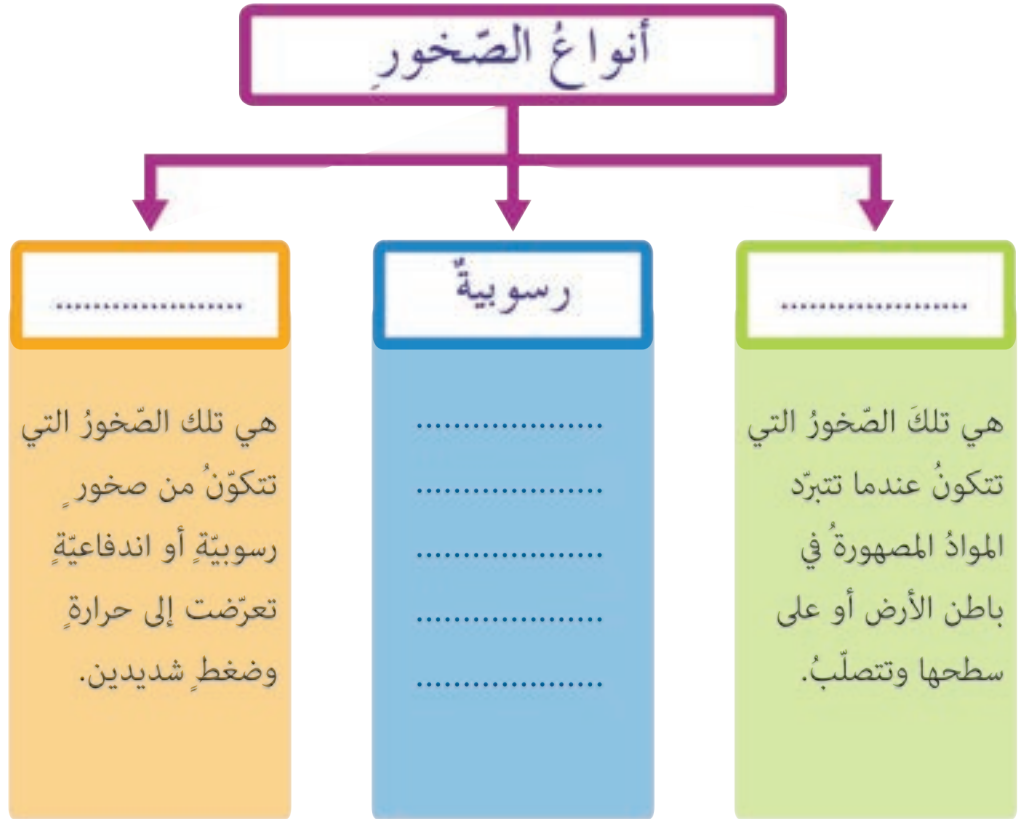 أنواعُ الصّخورِ
....................
هي تلكَ الصّخورُ التي
تتكونُ عندما تتبرّد
الموادُ المصهورةُ في
باطن الأرض أو على
سطحها وتتصلّبُ.
رسوبيةٌ
....................
....................
....................
....................
....................
....................
هي تلك الصّخورُ التي
تتكوّنُ من صخورٍ
رسوبيّةٍ أو اندفاعيّةٍ
تعرّضت إلى حرارةٍ
وضغطٍ شديدين.